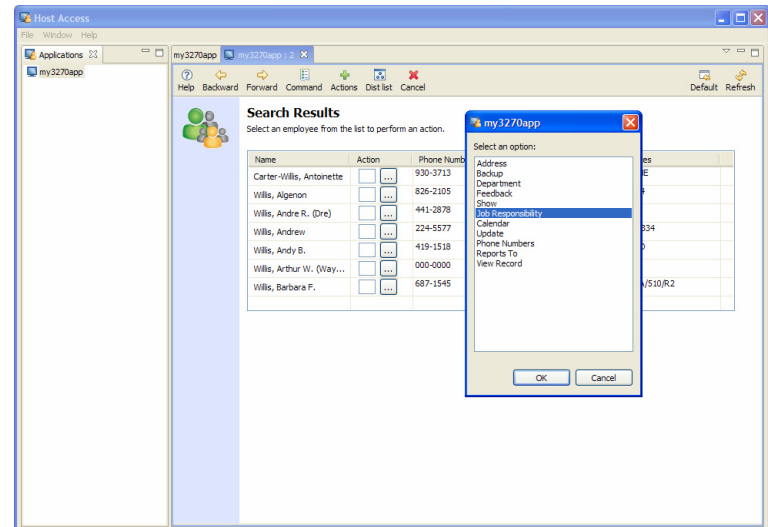 Host Access
File Window Help
Applications
my3270app
my3270app my3270app : 2
Help Backward Forward Command Actions Dist list Cancel Default Refresh
Search Results
Select an employee from the list to perform an action.
Name Action Phone Numb
Carter-Willis, Antoinette ... 930-3713
Willis, Algenon ... 826-2105
Willis, Andre R. (Dre) ... 441-2878
Willis, Andrew ... 224-5577 334
Willis, Andy B. ... 419-1518
Willis, Arthur W. (Way... ... 000-0000
Willis, Barbara F. ... 687-1545 /510/R2
my3270app
Select an option:
Address
Backup
Department
Feedback
Show
Job Responsibility
Calendar
Update
Phone Numbers
Reports To
View Record
OK Cancel